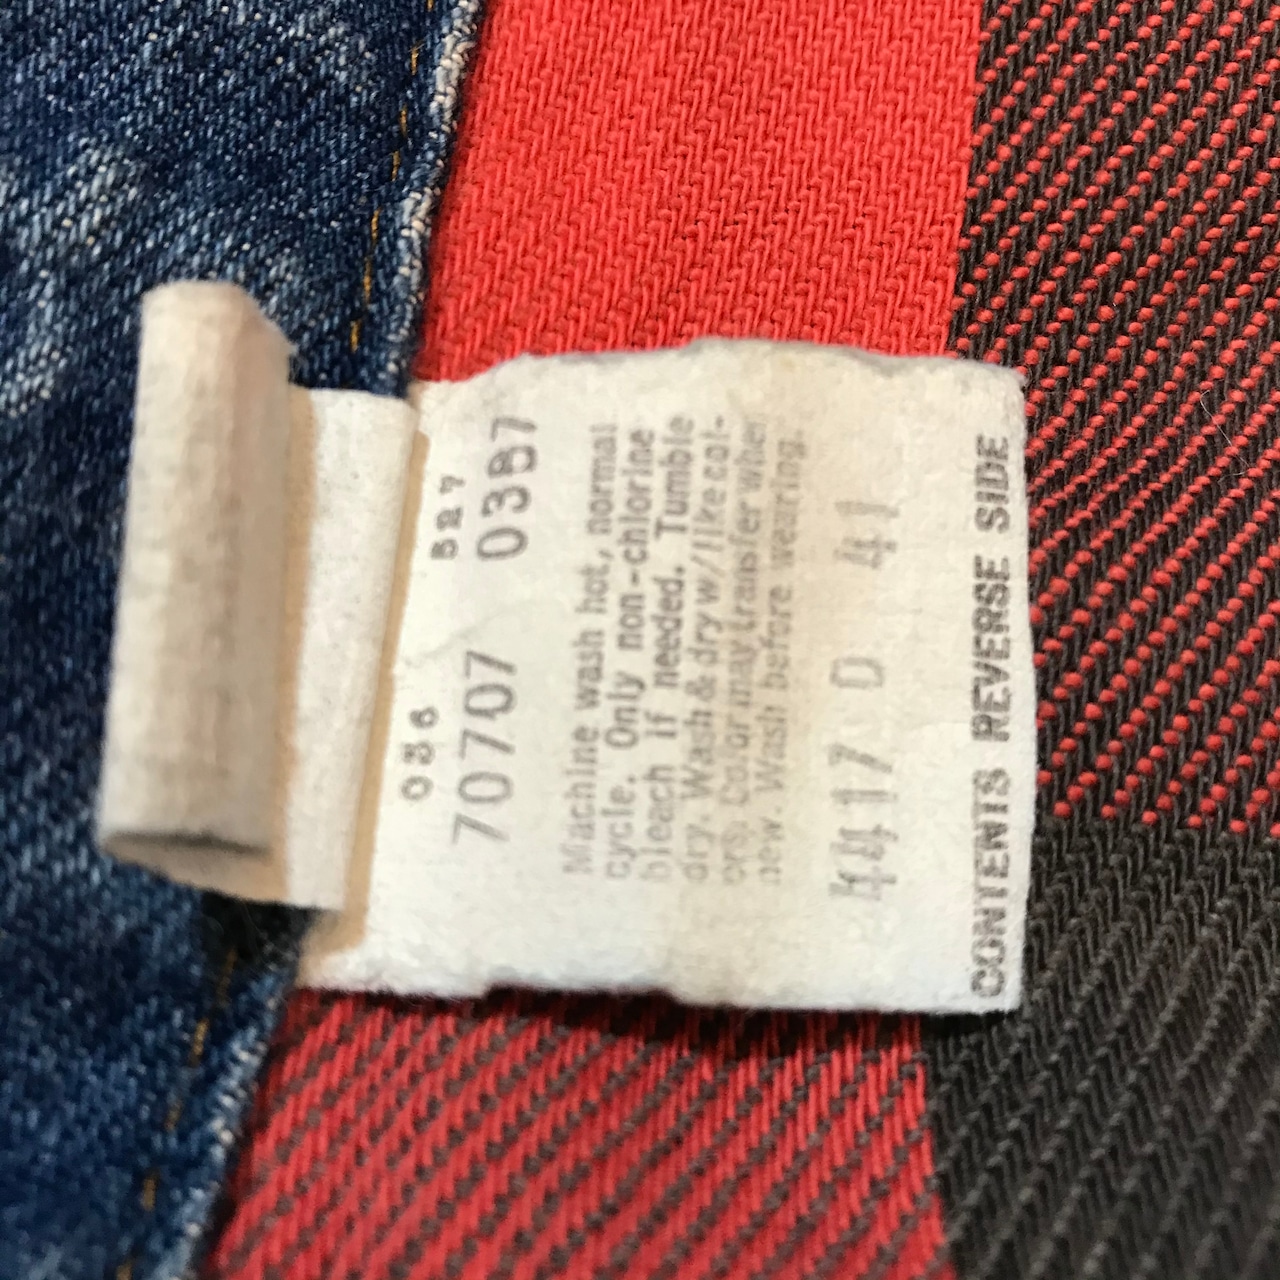 036 527
70707 03B7
Machine wash hot, normal
cycle. Only non-chlorine
bleach if needed. Tumble
dry. Wash & dry w/like col-
ors. Color may transfer when
new. Wash before wearing.
4417 D 41
CONTENTS REVERSE SIDE